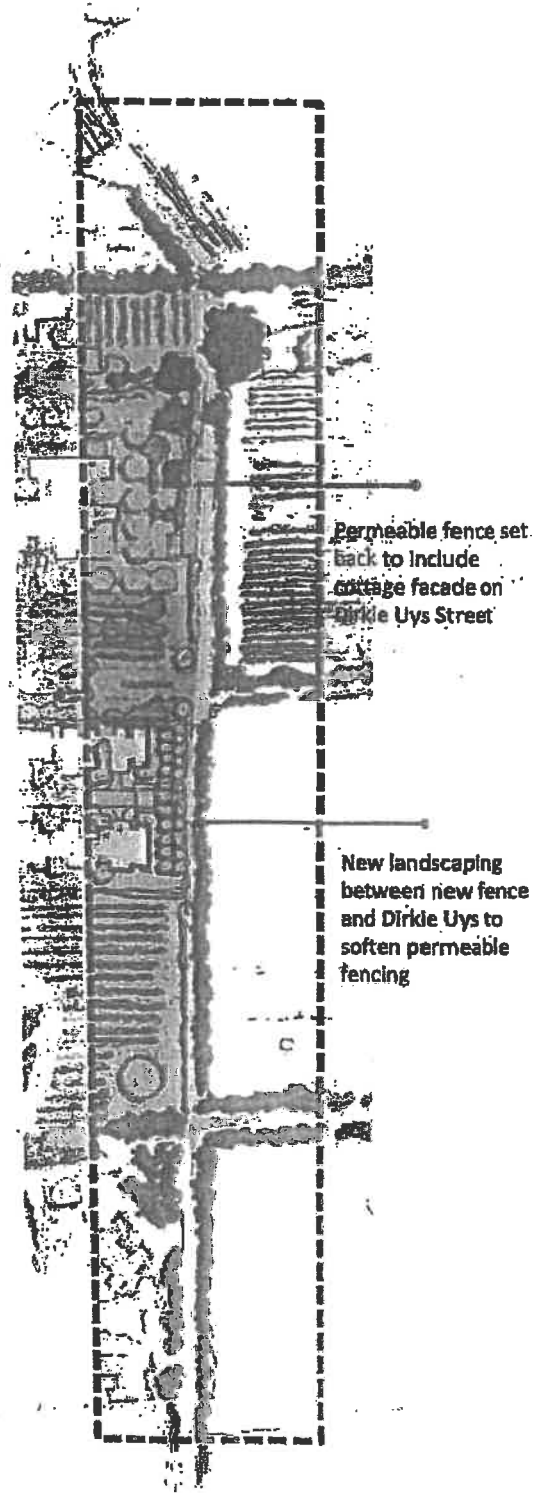 Permeable fence set
back to include
cottage facade on
Dirkie Uys Street
New landscaping
between new fence
and Dirkie Uys to
soften permeable
fencing